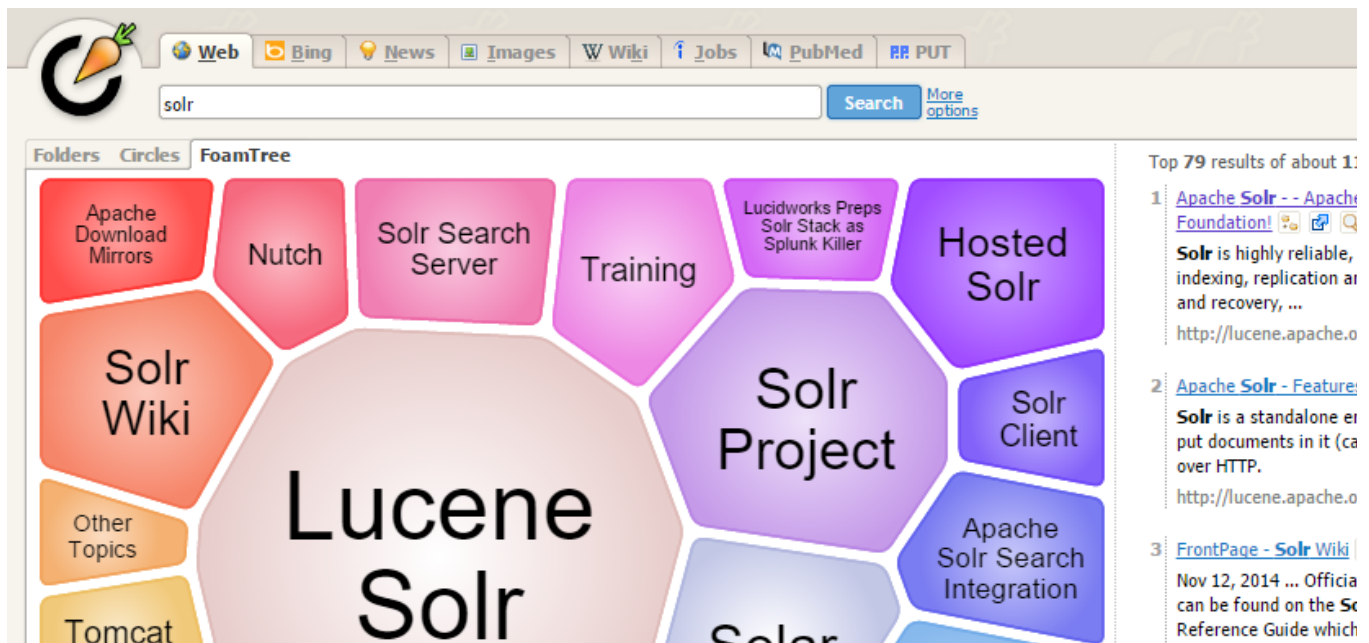 Web Bing News Images Wiki Jobs PubMed PUT
solr Search More
options
Folders Circles FoamTree
Apache
Download
Mirrors
Nutch
Solr Search
Server
Training
Lucidworks Preps
Solr Stack as
Splunk Killer
Hosted
Solr
Solr
Wiki
Solr
Project
Solr
Client
Lucene
Solr
Other
Topics
Apache
Solr Search
Integration
Tomcat
Solar
Top 79 results of about 11
1 Apache Solr - - Apache
Foundation!
Solr is highly reliable,
indexing, replication an
and recovery, ...
http://lucene.apache.o
2 Apache Solr - Features
Solr is a standalone en
put documents in it (ca
over HTTP.
http://lucene.apache.o
3 FrontPage - Solr Wiki
Nov 12, 2014 ... Officia
can be found on the So
Reference Guide which